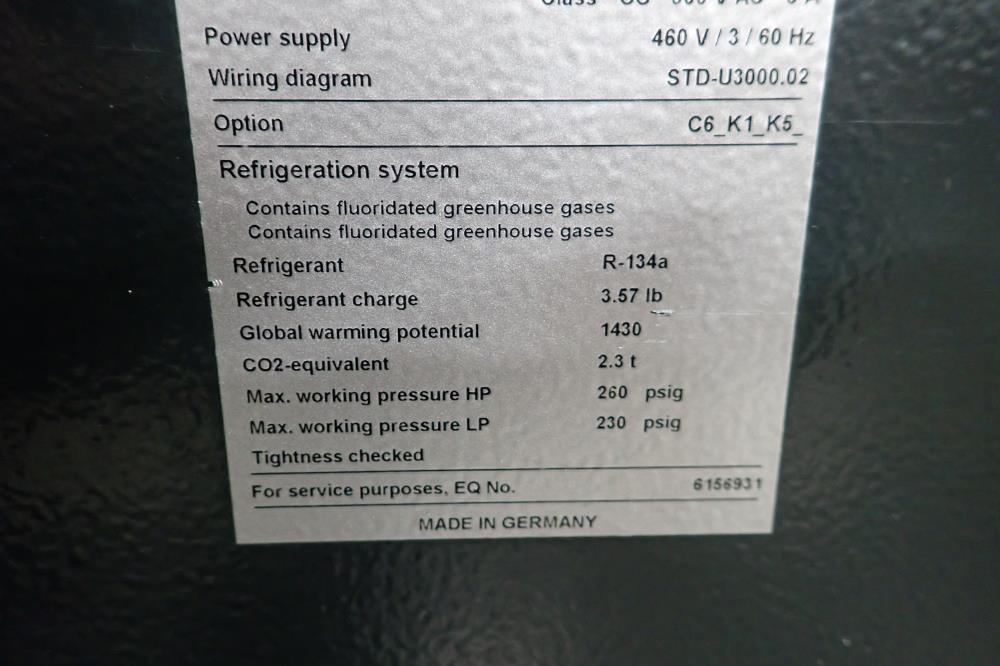 Power supply 460 V / 3 / 60 Hz
Wiring diagram STD-U3000.02
Option C6_K1_K5_
Refrigeration system
Contains fluoridated greenhouse gases
Contains fluoridated greenhouse gases
Refrigerant R-134a
Refrigerant charge 3.57 lb
Global warming potential 1430
CO2-equivalent 2.3 t
Max. working pressure HP 260 psig
Max. working pressure LP 230 psig
Tightness checked
For service purposes, EQ No. 6156931
MADE IN GERMANY